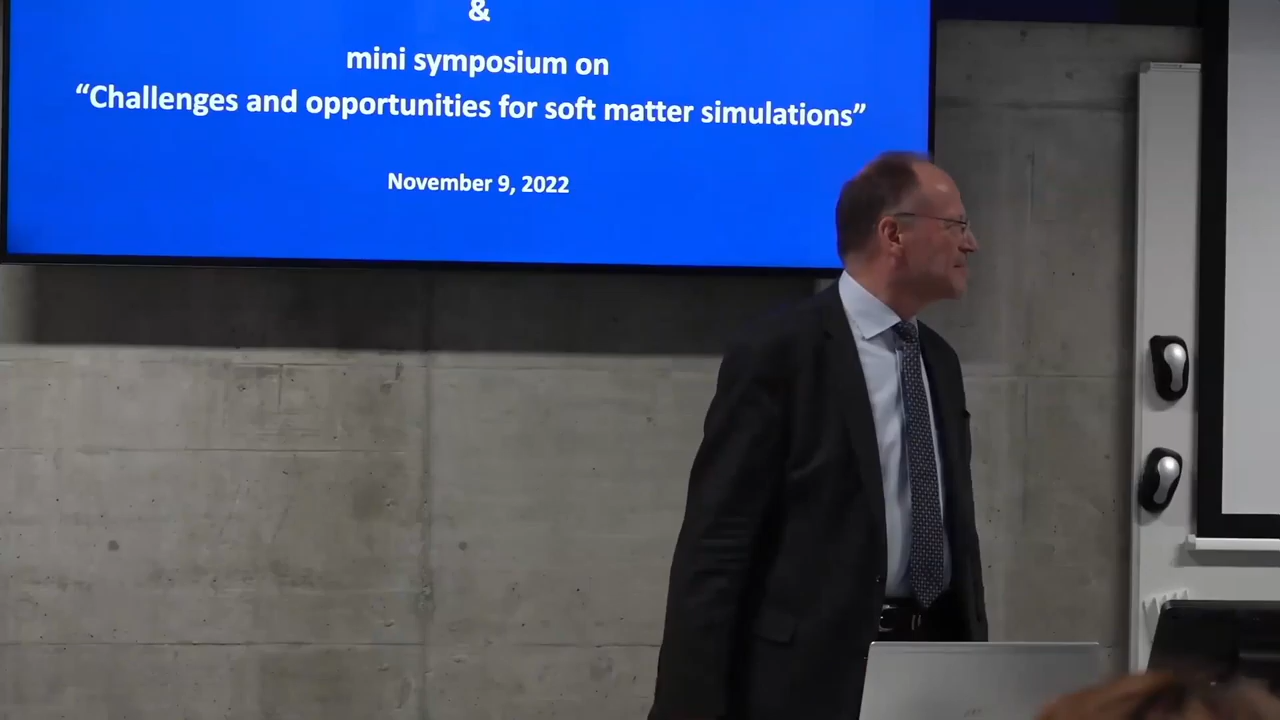 &
mini symposium on
“Challenges and opportunities for soft matter simulations”
November 9, 2022